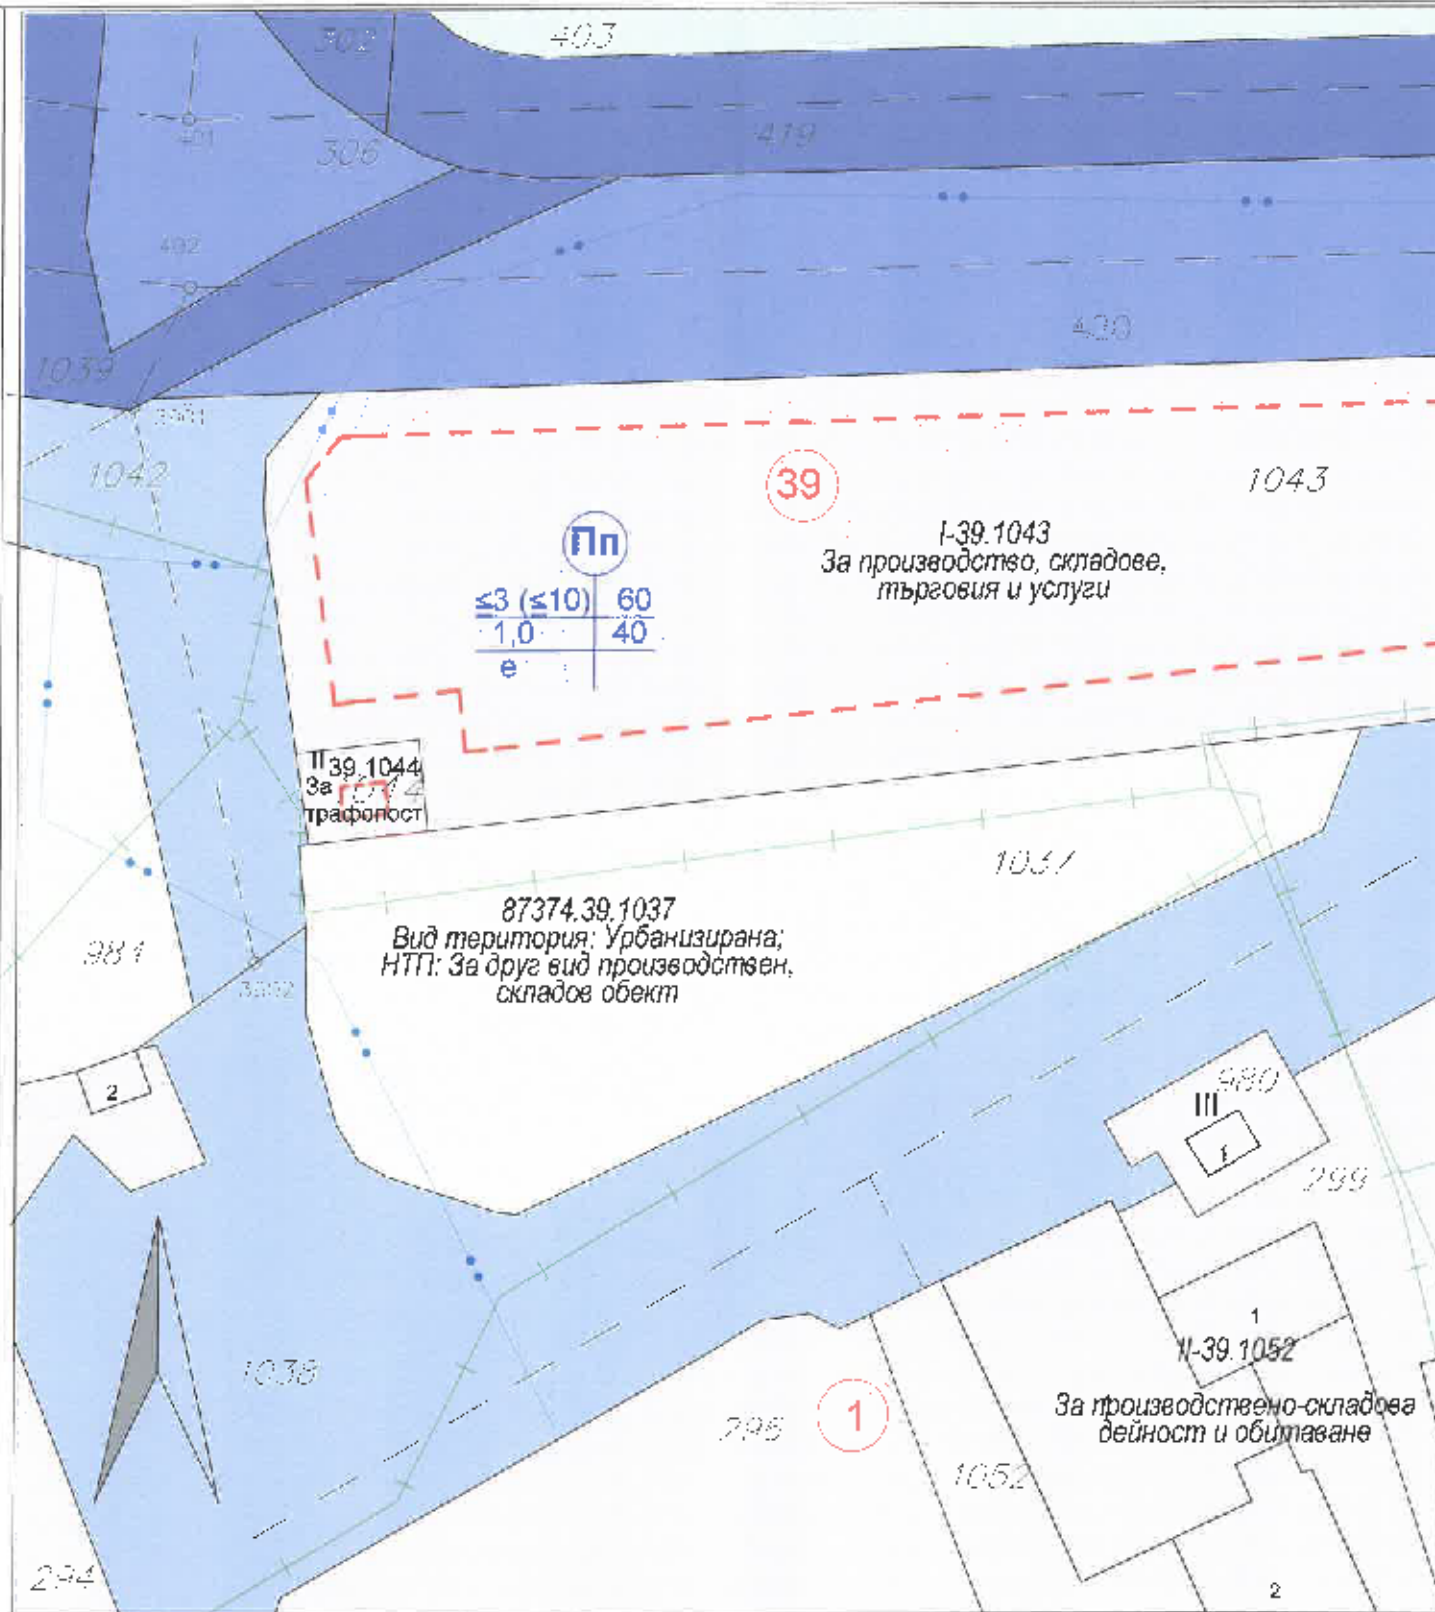 302
403
401
306
419
492
420
1039
3501
1042
39
1043
I-39.1043
За производство, складове,
търговия и услуги
Пп
≤3 (≤10) 60
1,0 40
е
II 39.1044
За
трафопост
1037
87374.39.1037
Вид територия: Урбанизирана;
НТП: За друг вид производствен,
складов обект
981
2
980
III
1
299
1
II-39.1052
1038
За производствено-складова
дейност и обитаване
1
1052
294
2